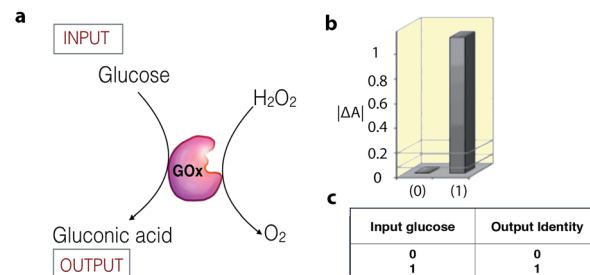 a
INPUT
Glucose
H2O2
GOx
Gluconic acid
O2
OUTPUT
b
1
0.8
0.6
|ΔA|
0.4
0.2
0
(0) (1)
c
Input glucose Output Identity
0 0
1 1